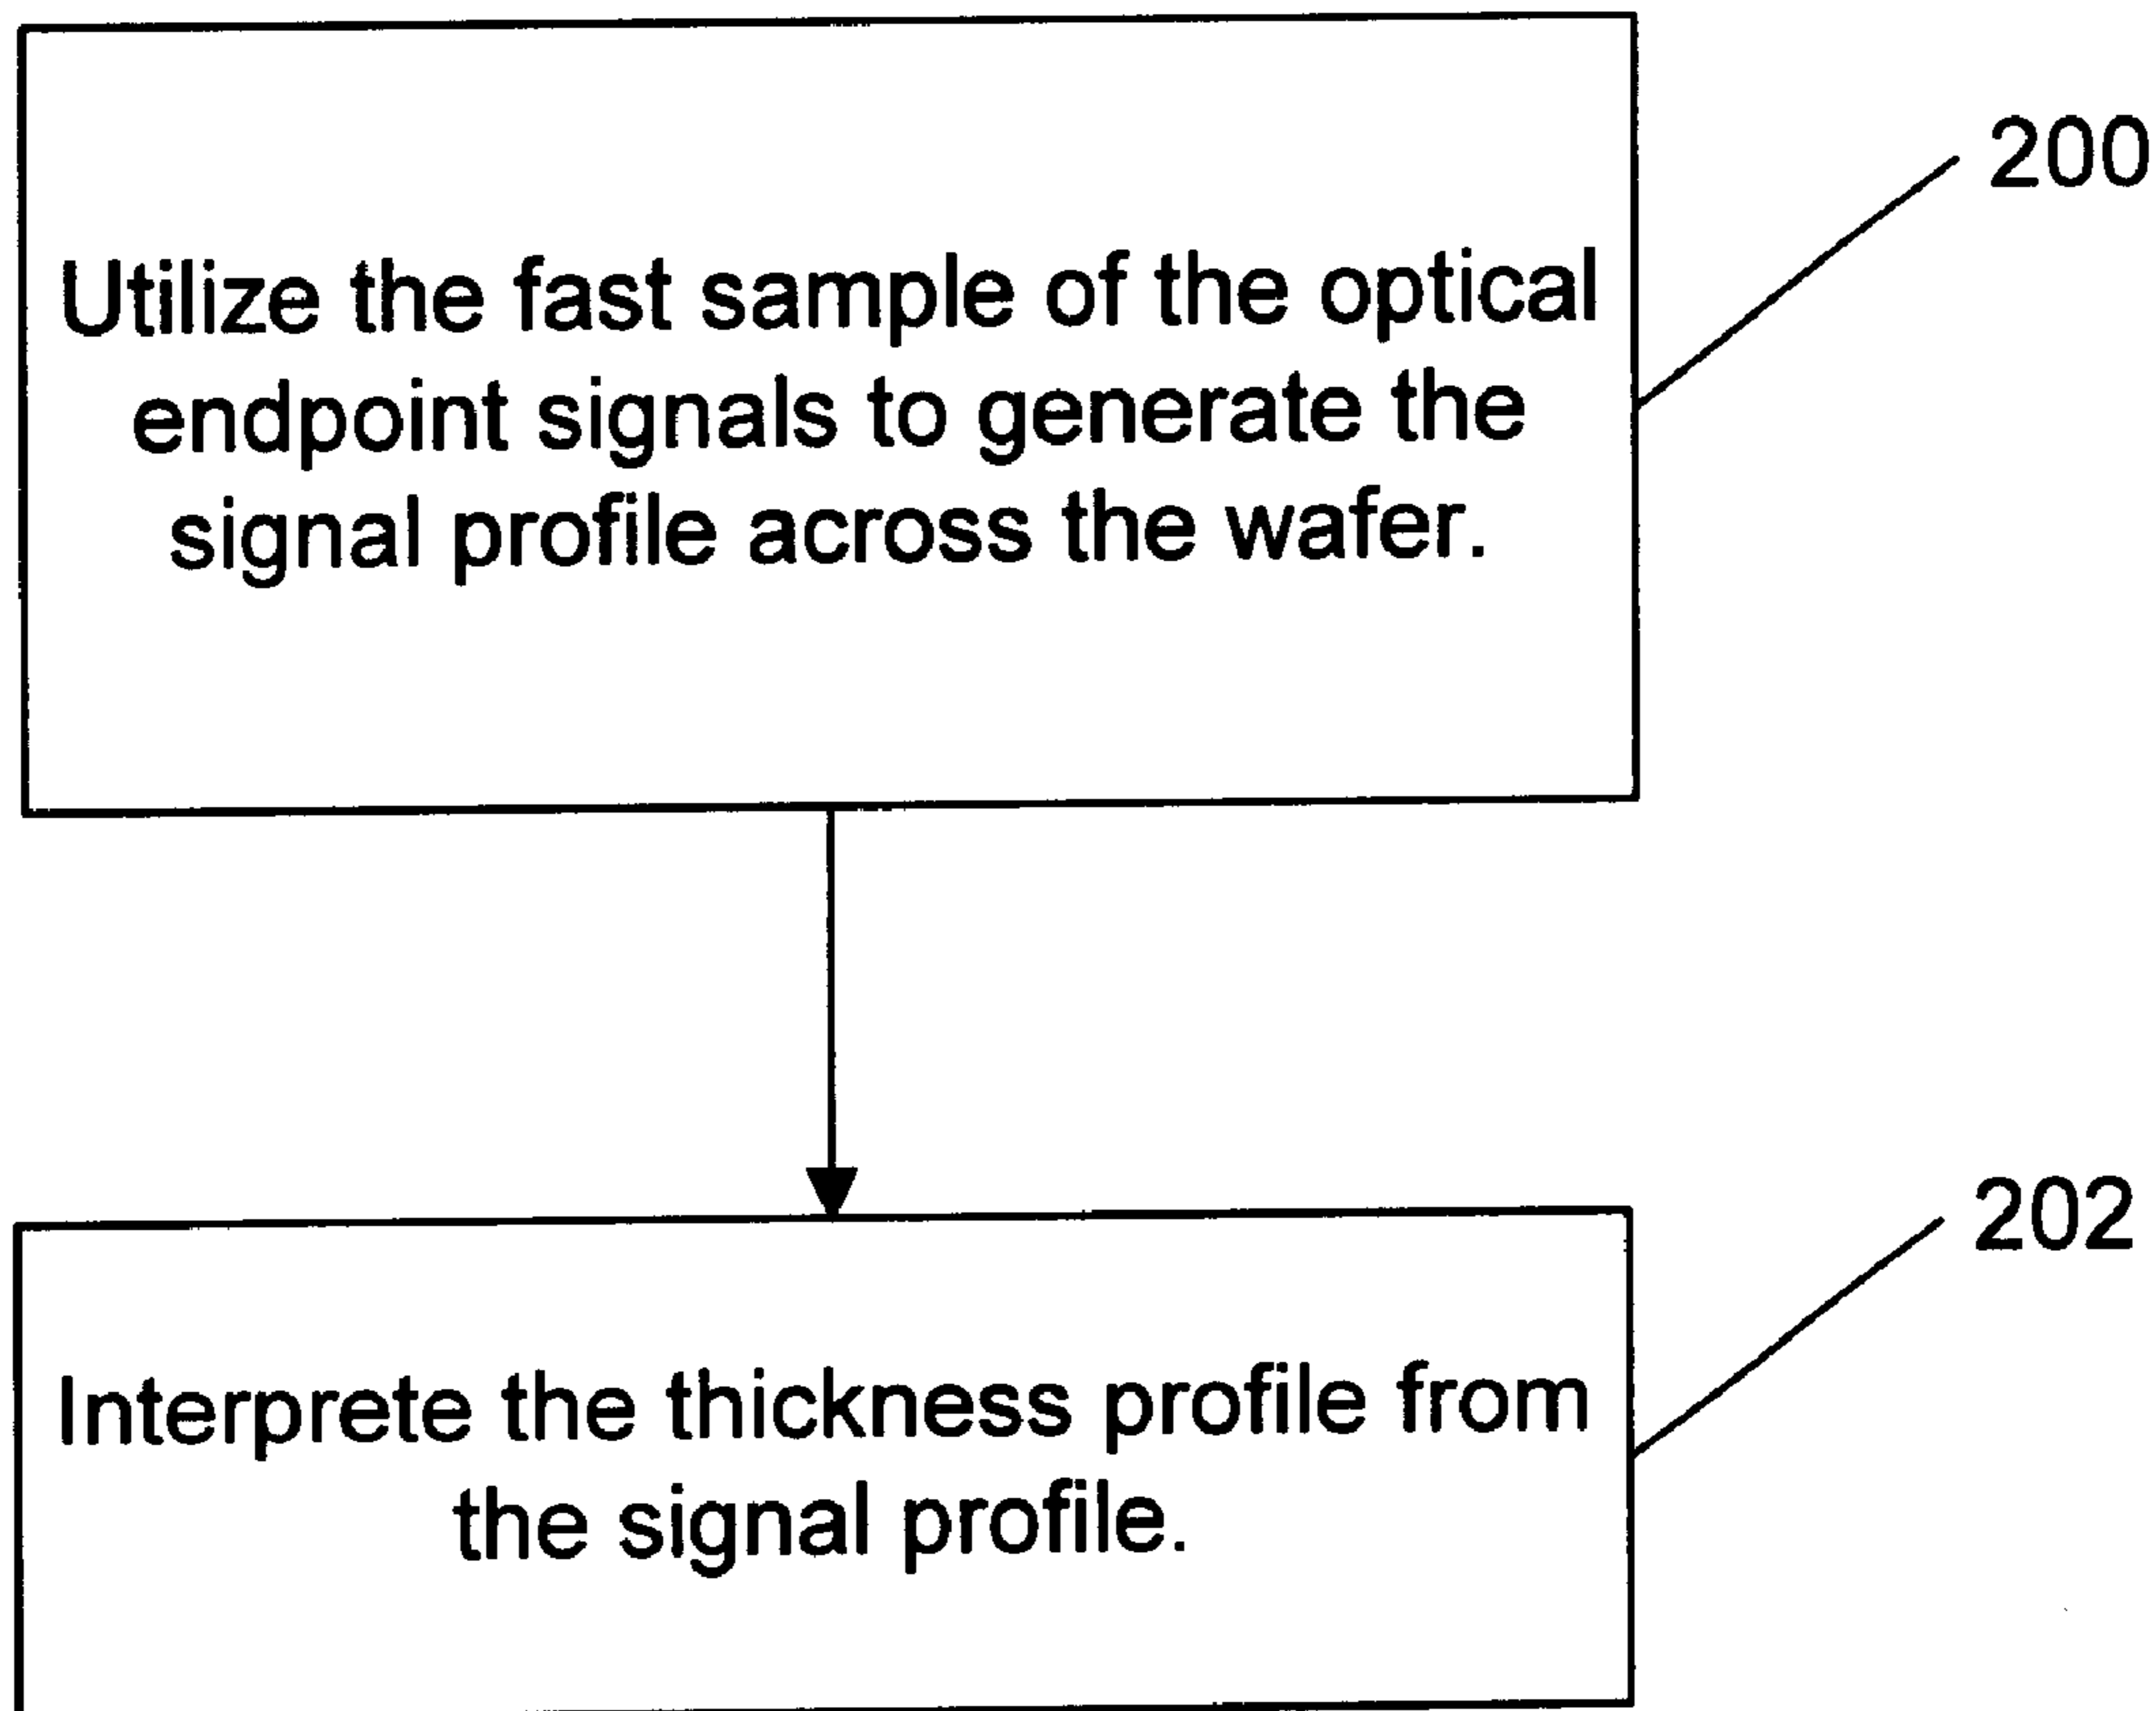 200
Utilize the fast sample of the optical
endpoint signals to generate the
signal profile across the wafer.
202
Interprete the thickness profile from
the signal profile.